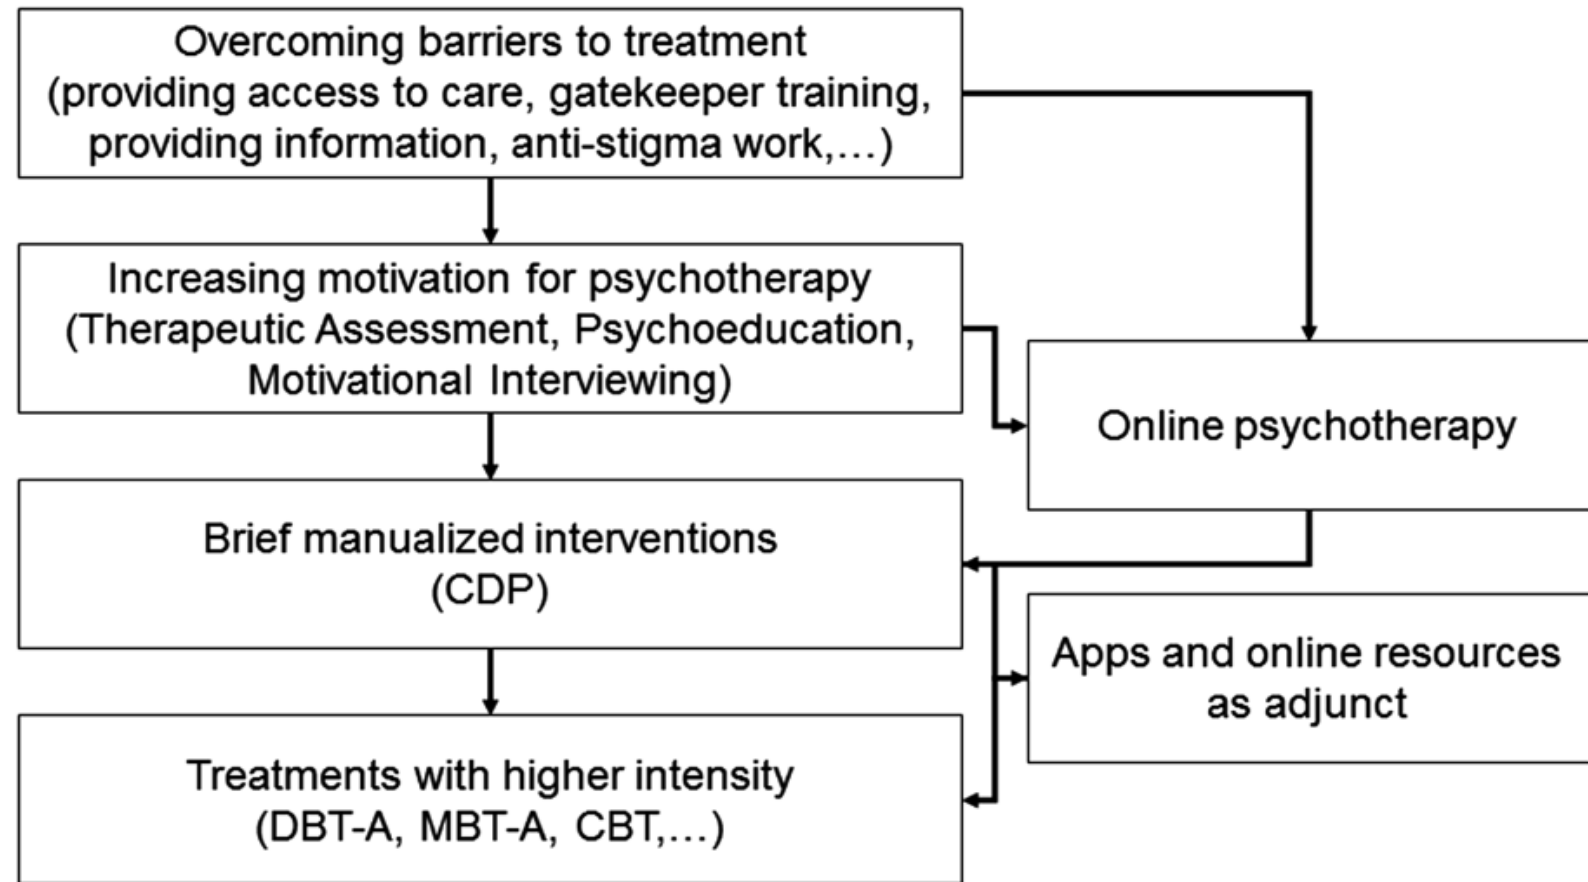 Overcoming barriers to treatment
(providing access to care, gatekeeper training,
providing information, anti-stigma work,…)
Increasing motivation for psychotherapy
(Therapeutic Assessment, Psychoeducation,
Motivational Interviewing)
Online psychotherapy
Brief manualized interventions
(CDP)
Apps and online resources
as adjunct
Treatments with higher intensity
(DBT-A, MBT-A, CBT,…)